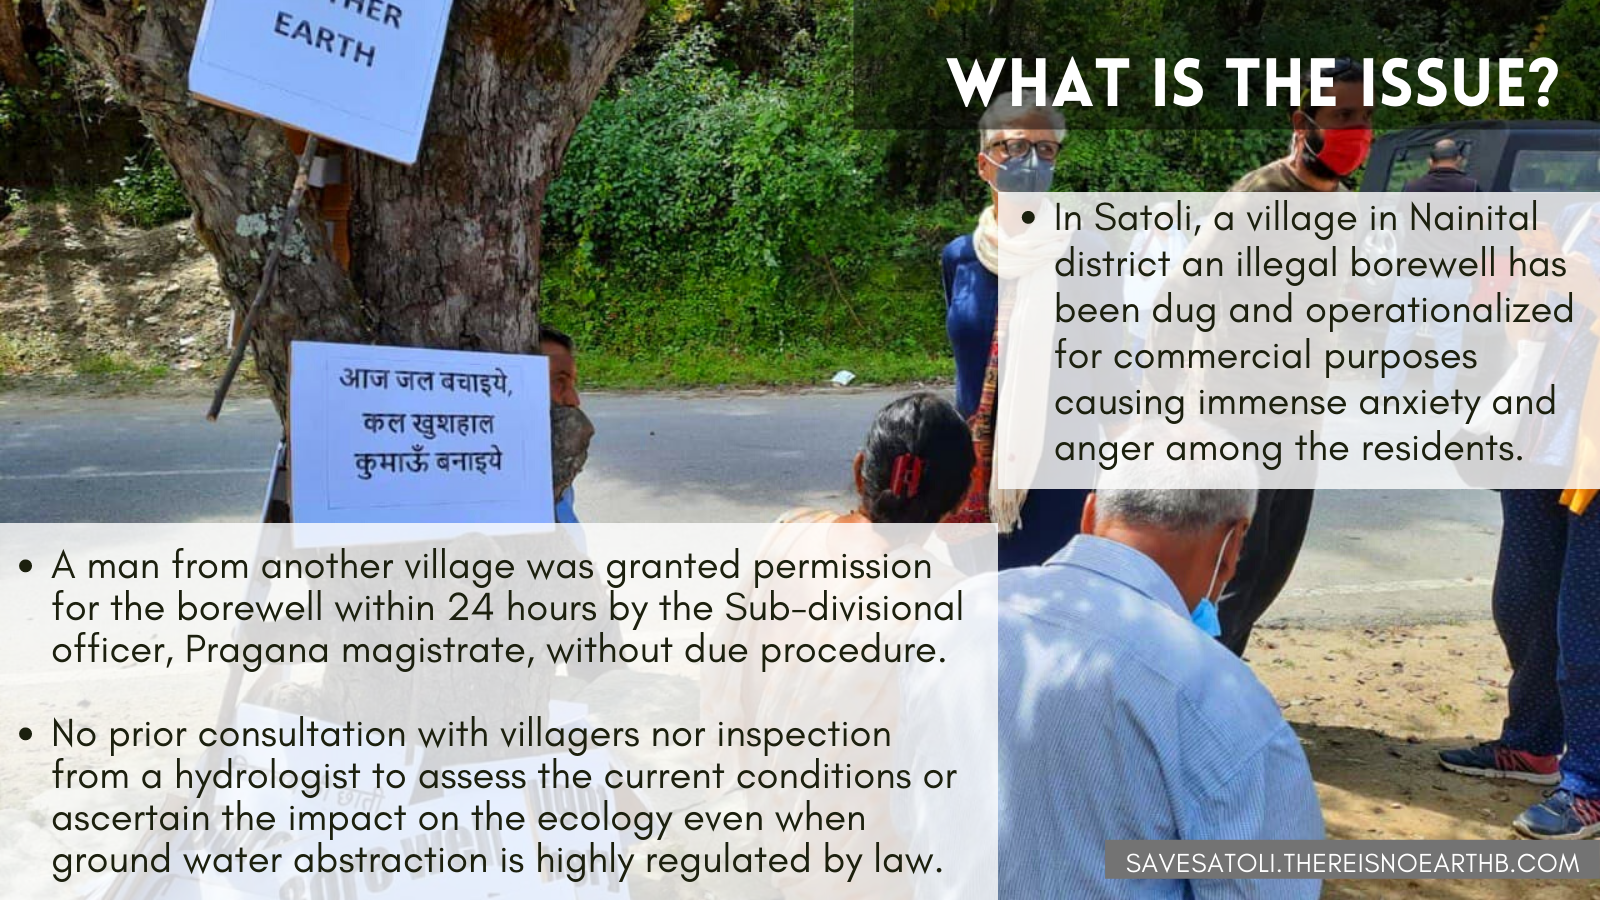 THER
EARTH
WHAT IS THE ISSUE?
• In Satoli, a village in Nainital
district an illegal borewell has
been dug and operationalized
for commercial purposes
causing immense anxiety and
anger among the residents.
आज जल बचाइये,
कल खुशहाल
कुमाऊँ बनाइये
• A man from another village was granted permission
for the borewell within 24 hours by the Sub-divisional
officer, Pragana magistrate, without due procedure.
• No prior consultation with villagers nor inspection
from a hydrologist to assess the current conditions or
ascertain the impact on the ecology even when
ground water abstraction is highly regulated by law.
SAVESATOLI.THEREISNOEARTHB.COM